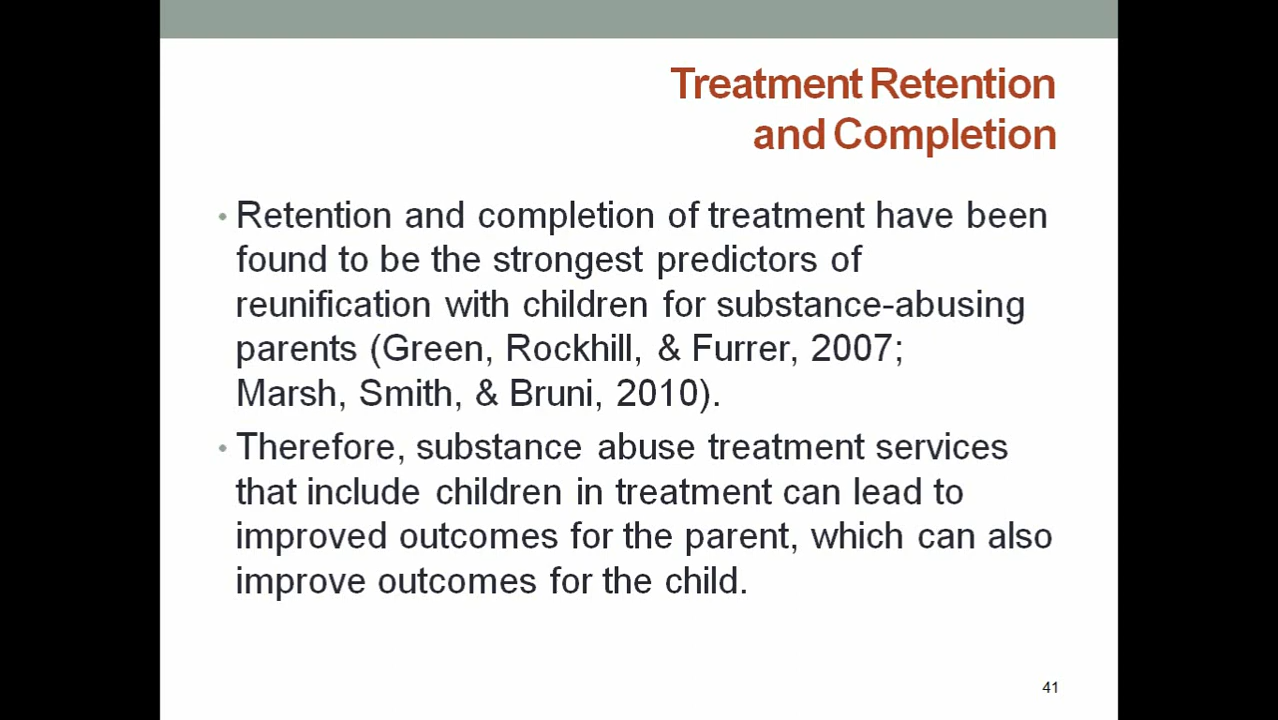 Treatment Retention
and Completion
• Retention and completion of treatment have been
found to be the strongest predictors of
reunification with children for substance-abusing
parents (Green, Rockhill, & Furrer, 2007;
Marsh, Smith, & Bruni, 2010).
• Therefore, substance abuse treatment services
that include children in treatment can lead to
improved outcomes for the parent, which can also
improve outcomes for the child.
41